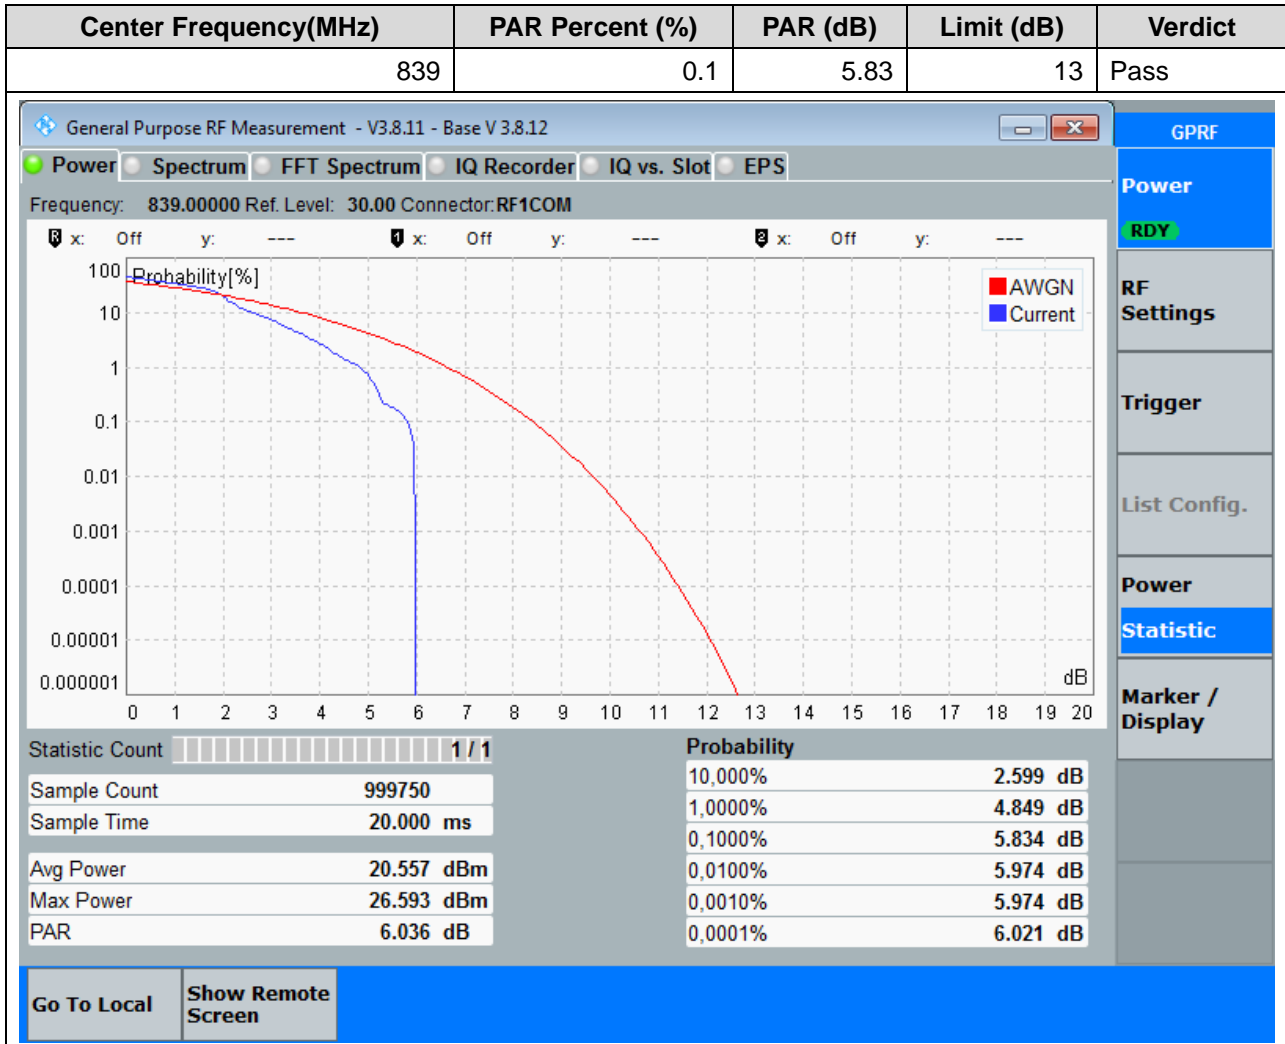 Center Frequency(MHz) PAR Percent (%) PAR (dB) Limit (dB) Verdict
839 0.1 5.83 13 Pass
General Purpose RF Measurement - V3.8.11 - Base V 3.8.12
GPRF
Power Spectrum FFT Spectrum IQ Recorder IQ vs. Slot EPS
Power
RDY
Frequency: 839.00000 Ref. Level: 30.00 Connector:RF1COM
R x: Off y: --- 1 x: Off y: --- 2 x: Off y: ---
Probability[%]
AWGN
Current
100
10
1
0.1
0.01
0.001
0.0001
0.00001
0.000001
dB
0 1 2 3 4 5 6 7 8 9 10 11 12 13 14 15 16 17 18 19 20
RF
Settings
Trigger
List Config.
Power
Statistic
Marker /
Display
Statistic Count 1 / 1
Sample Count 999750
Sample Time 20.000 ms
Avg Power 20.557 dBm
Max Power 26.593 dBm
PAR 6.036 dB
Probability
10,000% 2.599 dB
1,0000% 4.849 dB
0,1000% 5.834 dB
0,0100% 5.974 dB
0,0010% 5.974 dB
0,0001% 6.021 dB
Go To Local
Show Remote
Screen